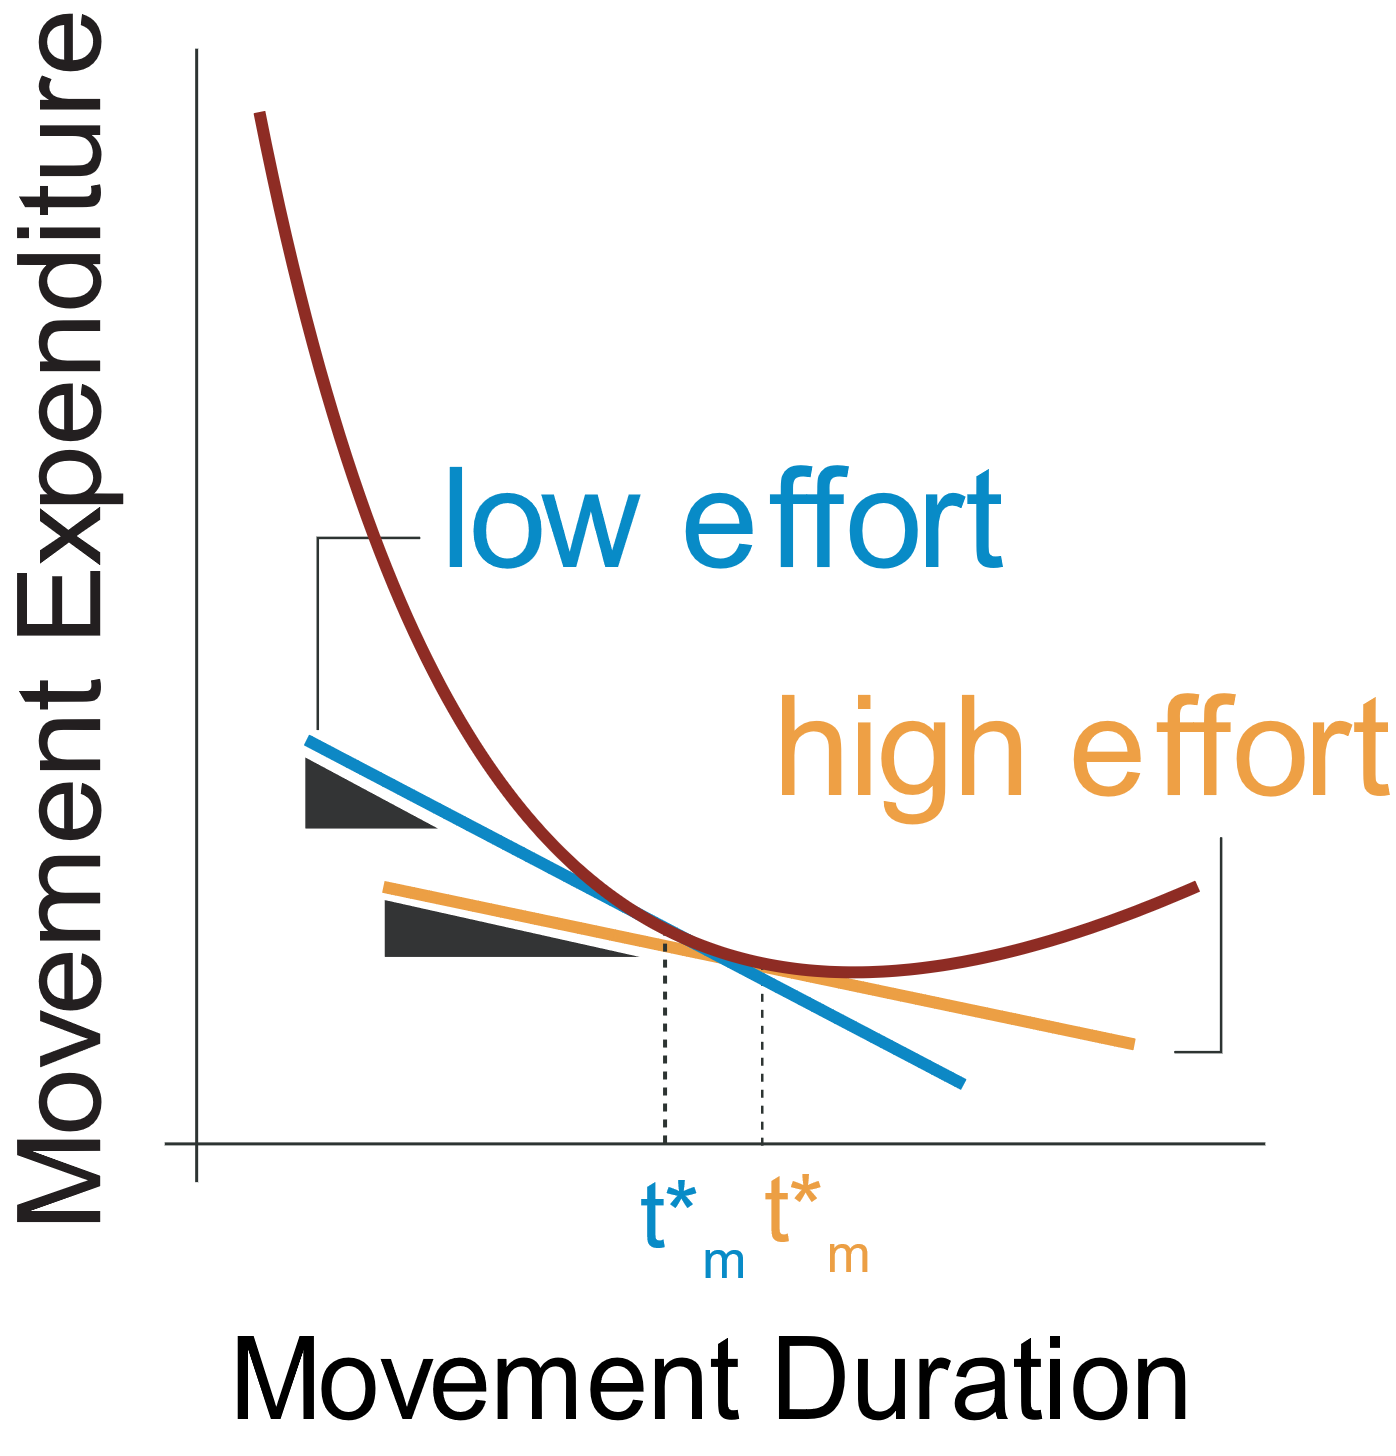 Movement Expenditure
low effort
high effort
t*m
t*m
Movement Duration